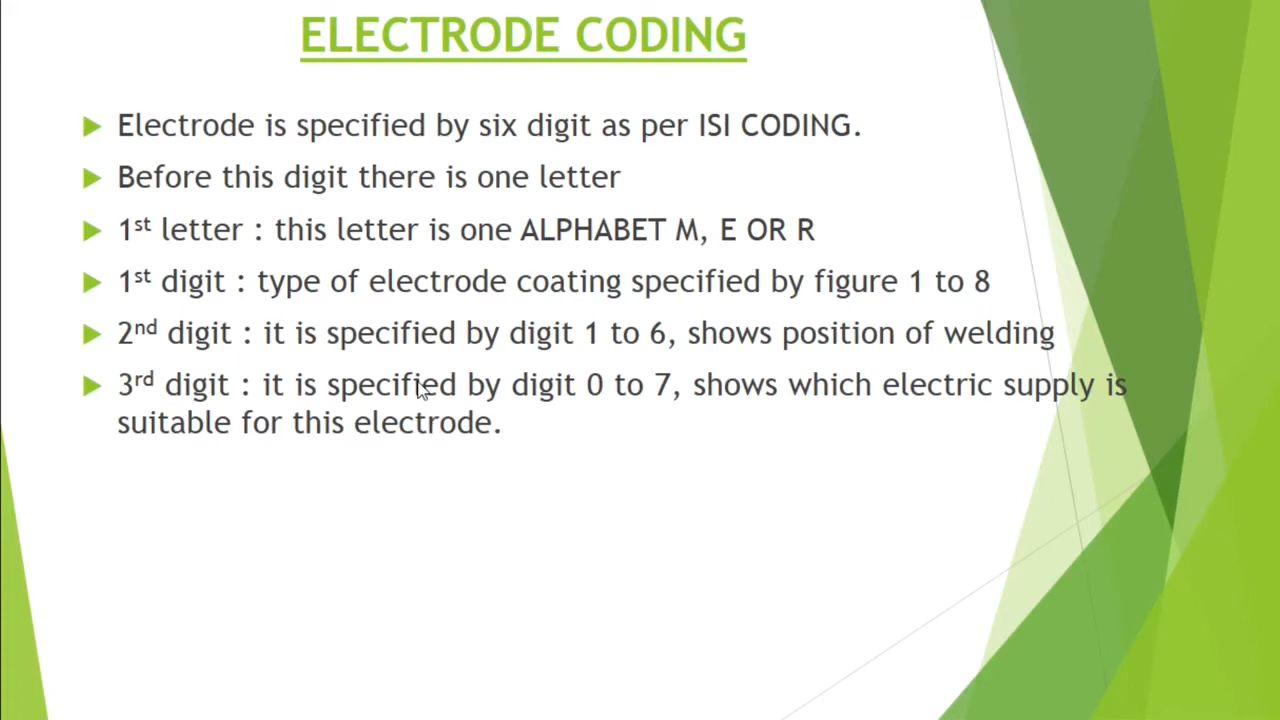 ELECTRODE CODING
Electrode is specified by six digit as per ISI CODING.
Before this digit there is one letter
1st letter : this letter is one ALPHABET M, E OR R
1st digit : type of electrode coating specified by figure 1 to 8
2nd digit : it is specified by digit 1 to 6, shows position of welding
3rd digit : it is specified by digit 0 to 7, shows which electric supply is
suitable for this electrode.